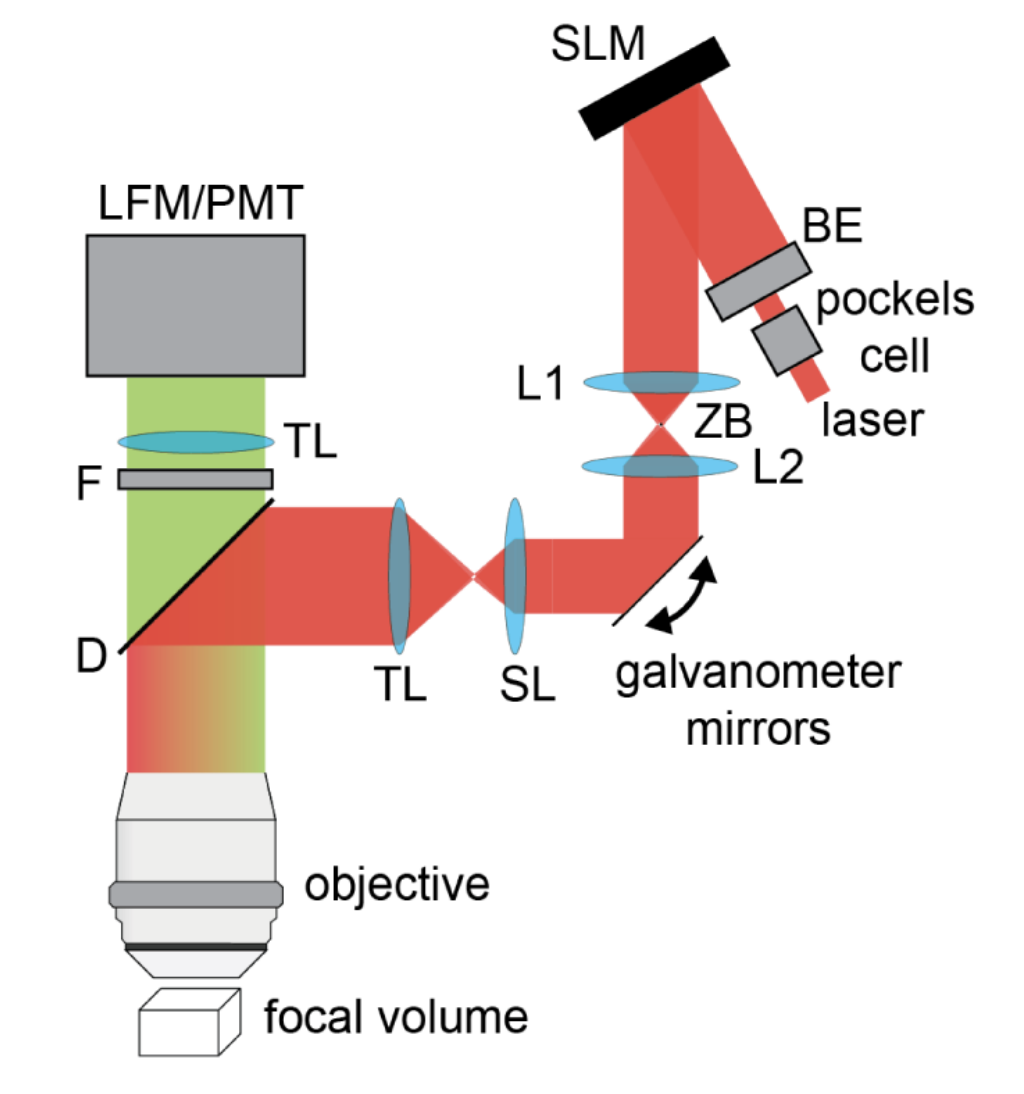 SLM
LFM/PMT
BE
pockels
cell
laser
L1
ZB
L2
TL
F
D
TL
SL
galvanometer
mirrors
objective
focal volume